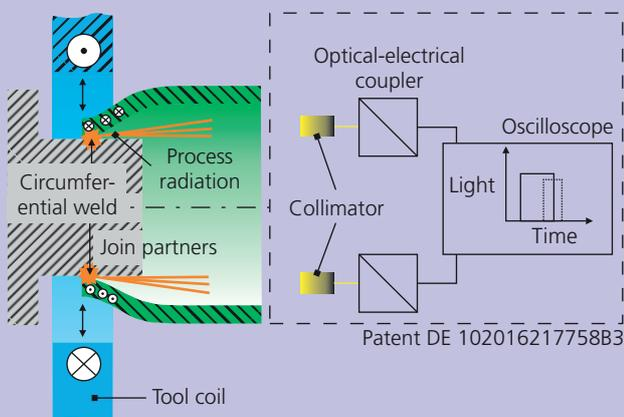 Optical-electrical
coupler
Oscilloscope
Process
radiation
Circumfer-
ential weld
Light
Collimator
Time
Join partners
Patent DE 102016217758B3
Tool coil